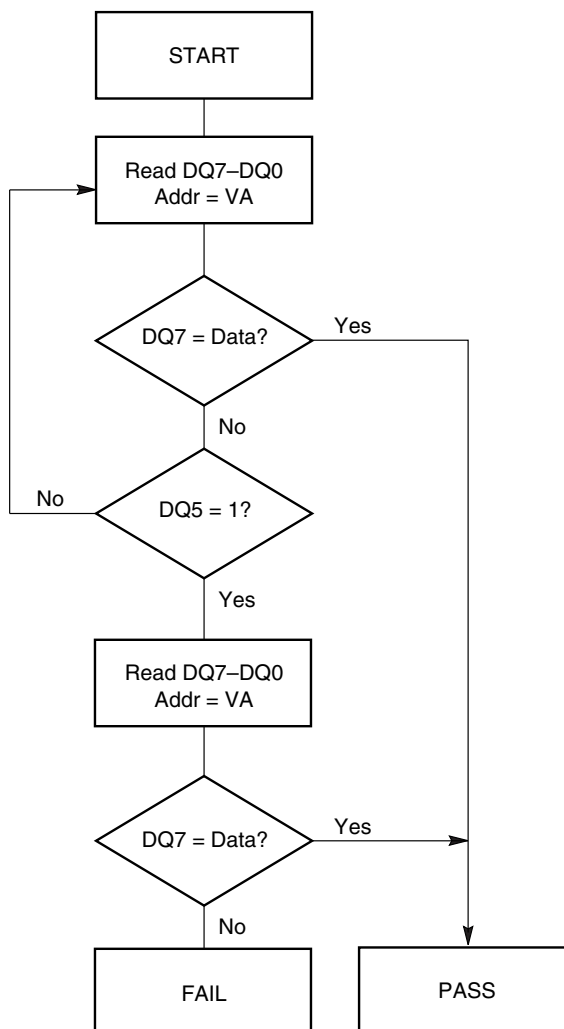 START
Read DQ7–DQ0
Addr = VA
DQ7 = Data?
Yes
No
No
DQ5 = 1?
Yes
Read DQ7–DQ0
Addr = VA
DQ7 = Data?
Yes
No
FAIL
PASS